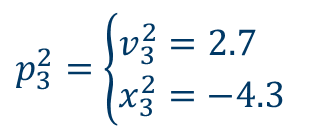 p₃² = { v₃² = 2.7
x₃² = −4.3